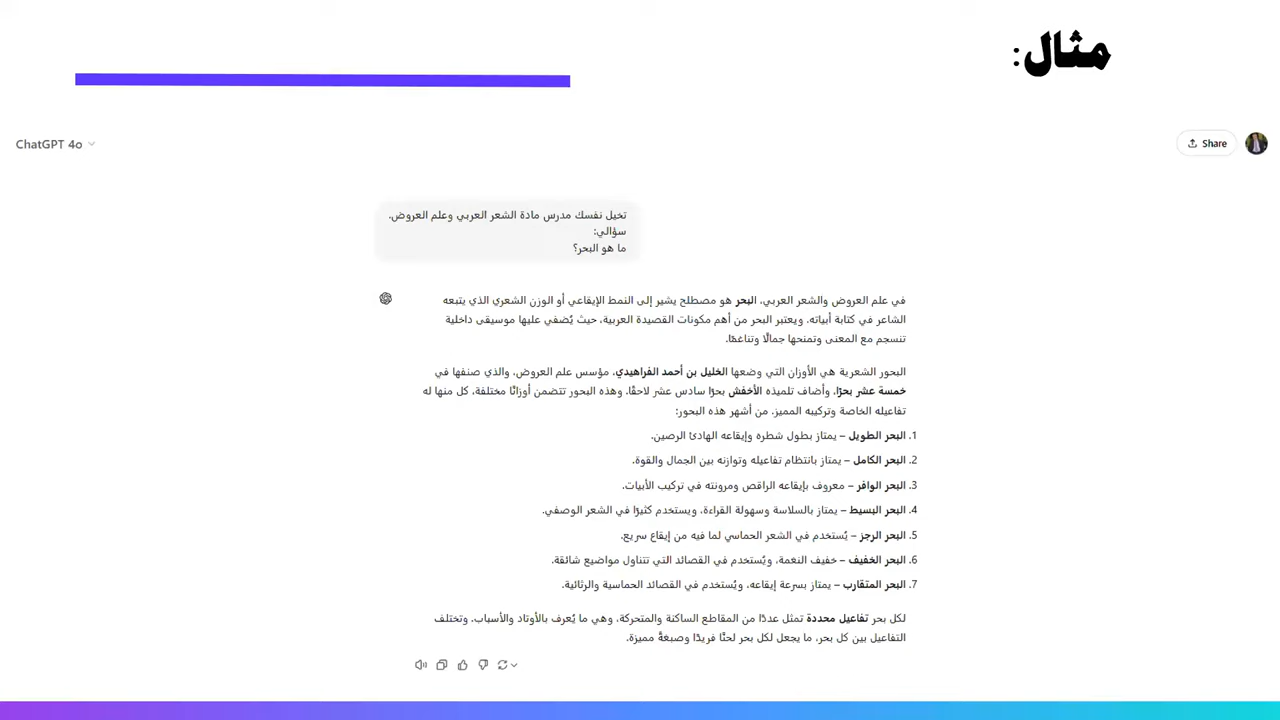 مثال:
ChatGPT 4o
Share
تخيل نفسك مدرس مادة الشعر العربي وعلم العروض.
سؤالي:
ما هو البحر؟
في علم العروض والشعر العربي، البحر هو مصطلح يشير إلى النمط الإيقاعي أو الوزن الشعري الذي يتبعه
الشاعر في كتابة أبياته. ويعتبر البحر من أهم مكونات القصيدة العربية، حيث يُضفي عليها موسيقى داخلية
تنسجم مع المعنى وتمنحها جمالًا وتناغمًا.
البحور الشعرية هي الأوزان التي وضعها الخليل بن أحمد الفراهيدي، مؤسس علم العروض، والذي صنفها في
خمسة عشر بحرًا، وأضاف تلميذه الأخفش بحرًا سادس عشر لاحقًا، وهذه البحور تتضمن أوزانًا مختلفة، كل منها له
تفاعيله الخاصة وتركيبه المميز. من أشهر هذه البحور:
1. البحر الطويل – يمتاز بطول شطره وإيقاعه الهادئ الرصين.
2. البحر الكامل – يمتاز بانتظام تفاعيله وتوازنه بين الجمال والقوة.
3. البحر الوافر – معروف بإيقاعه الراقص ومرونته في تركيب الأبيات.
4. البحر البسيط – يمتاز بالسلاسة وسهولة القراءة، ويستخدم كثيرًا في الشعر الوصفي.
5. البحر الرجز – يُستخدم في الشعر الحماسي لما فيه من إيقاع سريع.
6. البحر الخفيف – خفيف النغمة، ويُستخدم في القصائد التي تتناول مواضيع شائقة.
7. البحر المتقارب – يمتاز بسرعة إيقاعه، ويُستخدم في القصائد الحماسية والرثائية.
لكل بحر تفاعيل محددة تمثل عددًا من المقاطع الساكنة والمتحركة، وهي ما يُعرف بالأوتاد والأسباب. وتختلف
التفاعيل بين كل بحر، ما يجعل لكل بحر لحنًا فريدًا وصبغةً مميزة.